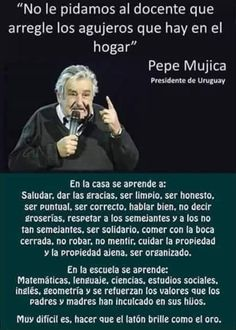 “No le pidamos al docente que
arregle los agujeros que hay en el
hogar”
Pepe Mujica
Presidente de Uruguay
En la casa se aprende a:
Saludar, dar las gracias, ser limpio, ser honesto,
ser puntual, ser correcto, hablar bien, no decir
groserías, respetar a los semejantes y a los no
tan semejantes, ser solidario, comer con la boca
cerrada, no robar, no mentir, cuidar la propiedad
y la propiedad ajena, ser organizado.
En la escuela se aprende:
Matemáticas, lenguaje, ciencias, estudios sociales,
inglés, geometría y se refuerzan los valores que los
padres y madres han inculcado en sus hijos.
Muy difícil es, hacer que el latón brille como el oro.